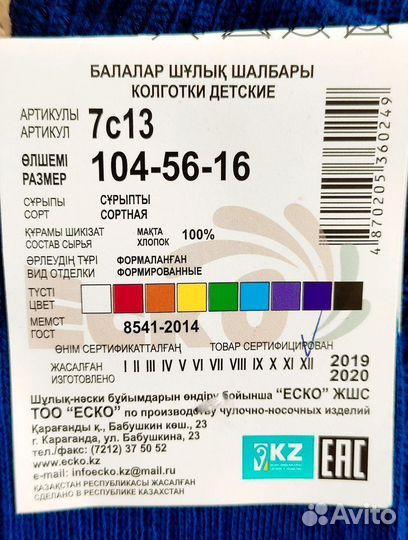 БАЛАЛАР ШҰЛЫҚ ШАЛБАРЫ
КОЛГОТКИ ДЕТСКИЕ
АРТИКУЛЫ
АРТИКУЛ 7с13
ӨЛШЕМІ
РАЗМЕР 104-56-16
СҰРЫПЫ СҰРЫПТЫ
СОРТ СОРТНАЯ
ҚҰРАМЫ ШИКІЗАТ МАҚТА
СОСТАВ СЫРЬЯ ХЛОПОК 100%
ӨРЛЕУДІҢ ТҮРІ ФОРМАЛАНҒАН
ВИД ОТДЕЛКИ ФОРМИРОВАННЫЕ
ТҮСТІ
ЦВЕТ
МЕМСТ
ГОСТ 8541-2014
ӨНІМ СЕРТИФИКАТТАЛҒАН ТОВАР СЕРТИФИЦИРОВАН
ЖАСАЛҒАН
ИЗГОТОВЛЕНО I II III IV V VI VII VIII IX X XI XII 2019
2020
Шұлық-нәски бұйымдарын өндіру бойынша "ЕСКО" ЖШС
ТОО "ЕСКО" по производству чулочно-носочных изделий
Қарағанды қ., Бабушкин көш., 23
г. Караганда, ул. Бабушкина, 23
тел./факс: (7212) 37 50 52
www.ecko.kz
e-mail: infoecko.kz@mail.ru
ҚАЗАҚСТАН РЕСПУБЛИКАСЫ ЖАСАЛҒАН
СДЕЛАНО В РЕСПУБЛИКЕ КАЗАХСТАН
KZ
EAC
4870205360249
ECKO
Avito